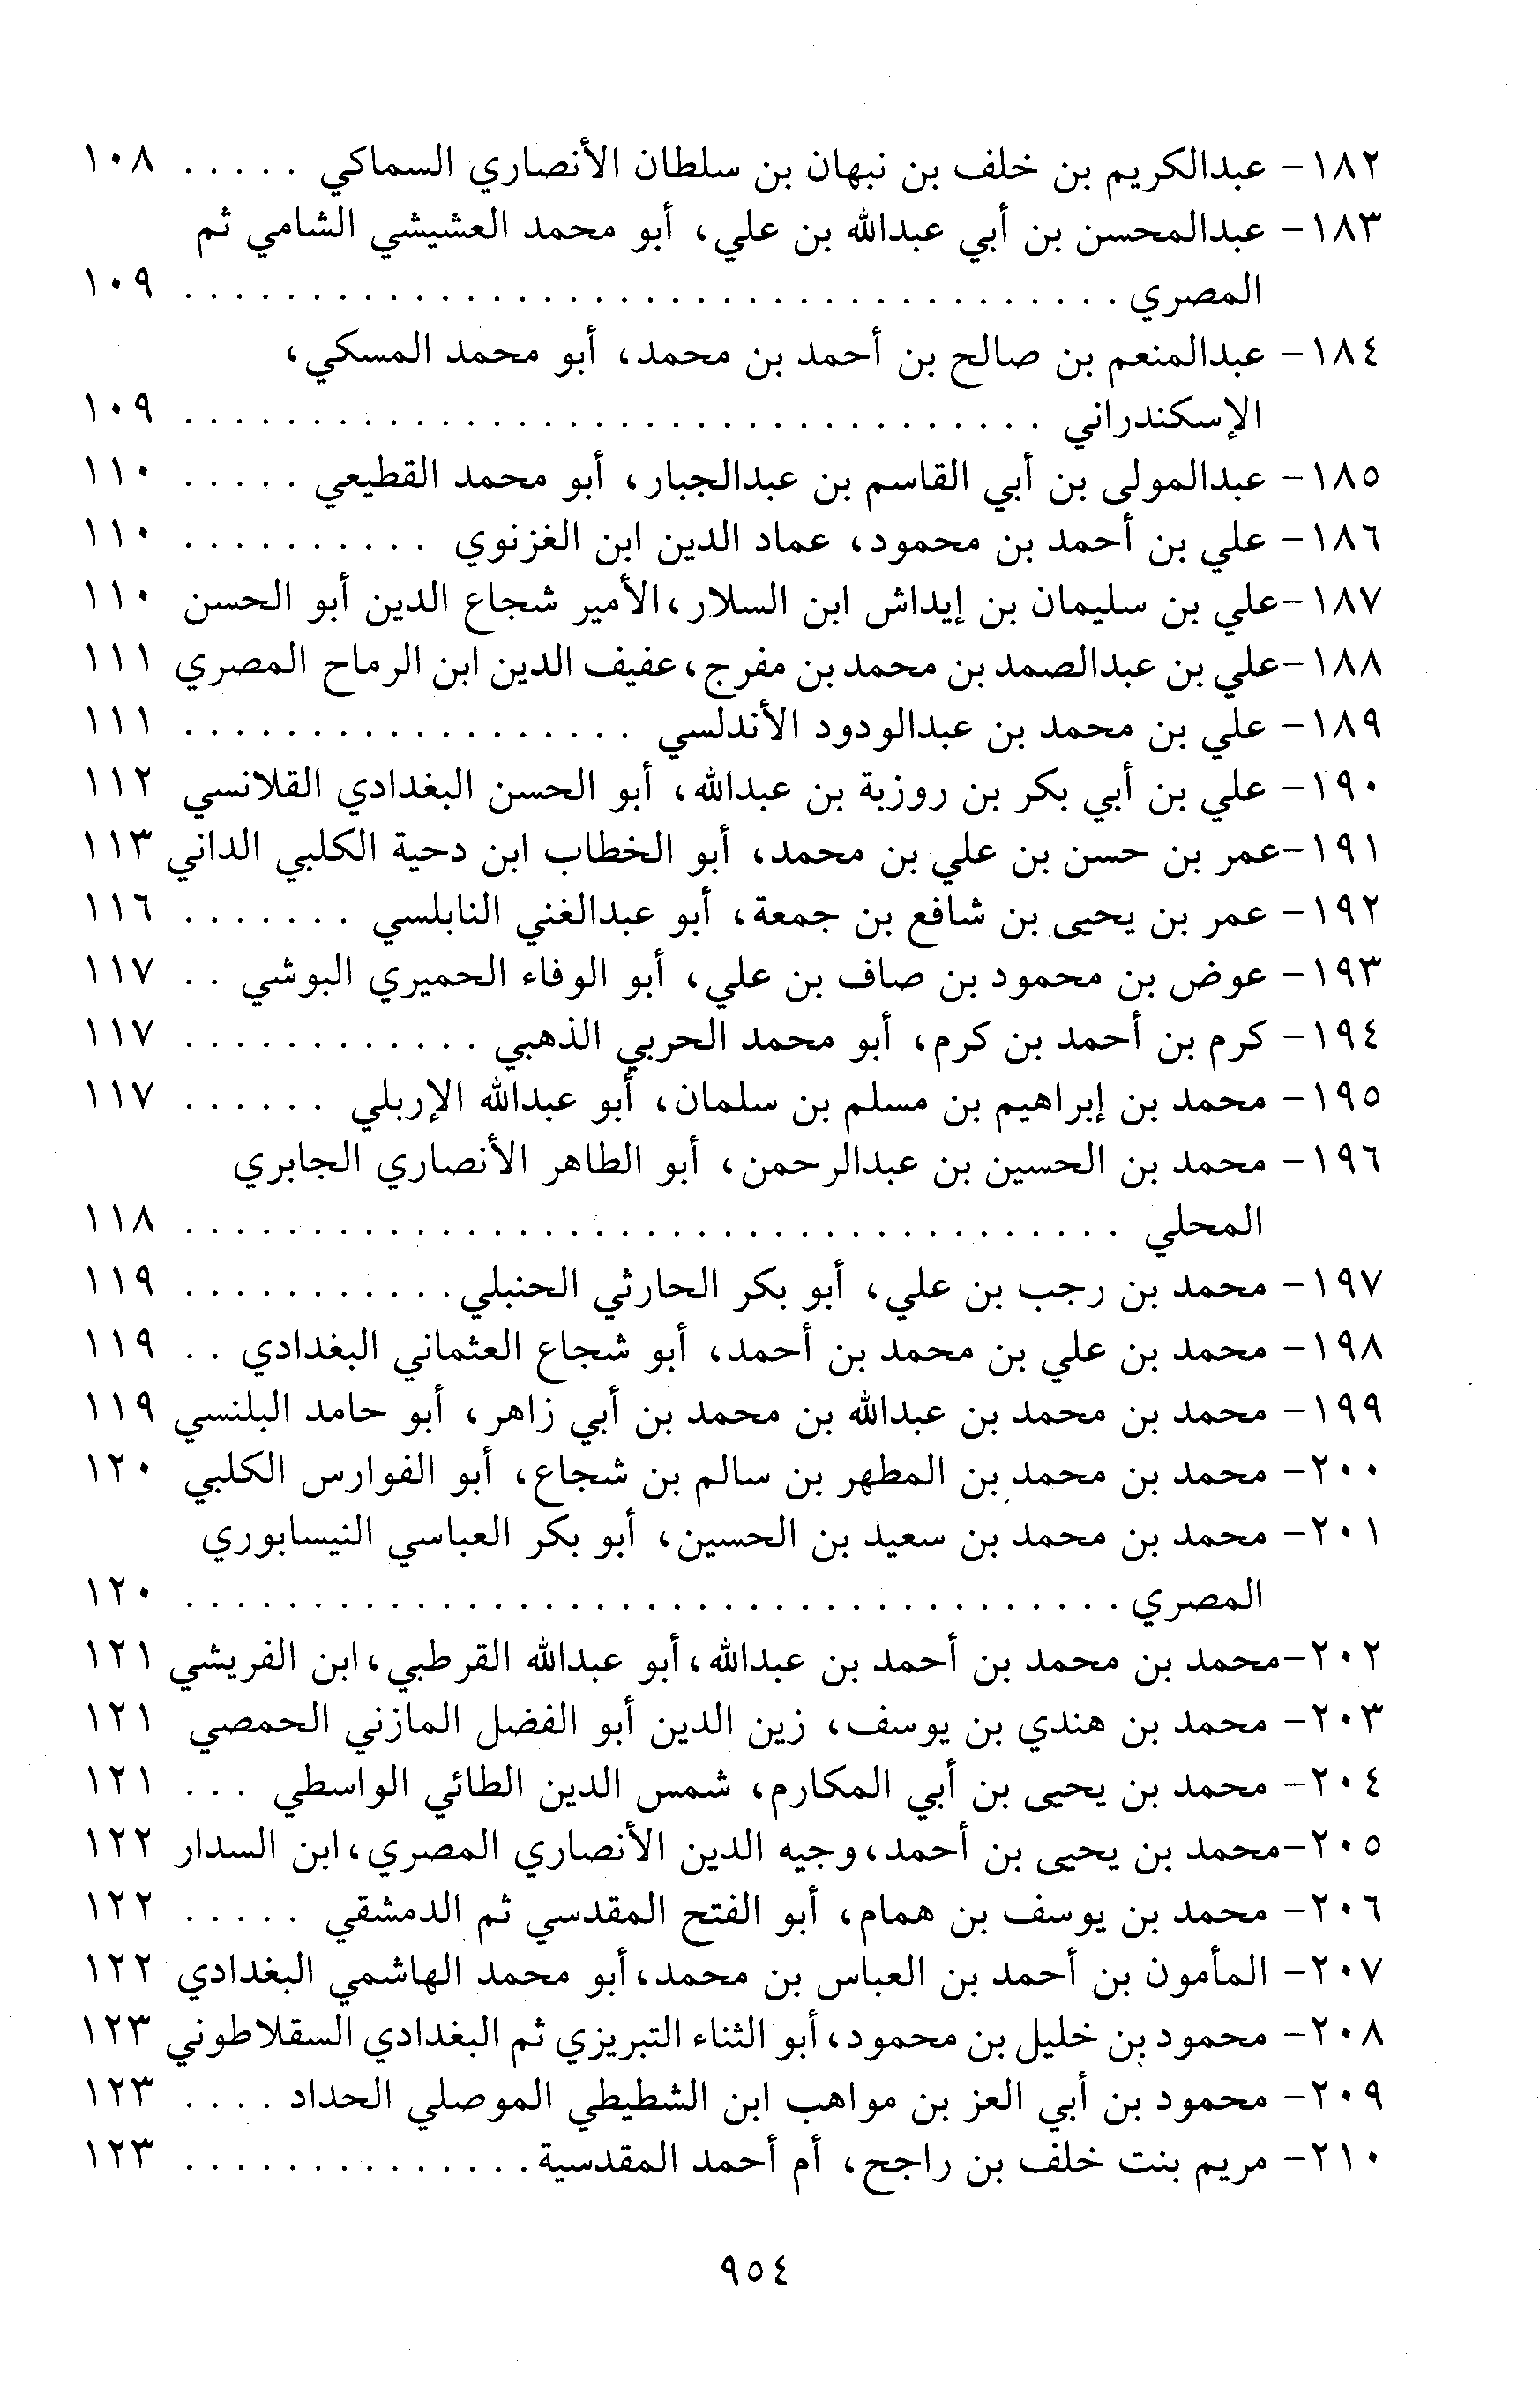 ١٨٢- عبدالكريم بن خلف بن نبهان بن سلطان الأنصاري السماكي . . . . . ١٠٨
١٨٣- عبدالمحسن بن أبي عبدالله بن علي، أبو محمد العشيشي الشامي ثم
المصري . . . . . . . . . . . . . . . . . . . . . . . . . . . . . . . . . . . . . ١٠٩
١٨٤- عبدالمنعم بن صالح بن أحمد بن محمد، أبو محمد المسكي،
الإسكندراني . . . . . . . . . . . . . . . . . . . . . . . . . . . . . . . . . . ١٠٩
١٨٥- عبدالمولى بن أبي القاسم بن عبدالجبار، أبو محمد القطيعي . . . . . ١١٠
١٨٦- علي بن أحمد بن محمود، عماد الدين ابن الغزنوي . . . . . . . . . . ١١٠
١٨٧-علي بن سليمان بن إيداش ابن السلار،الأمير شجاع الدين أبو الحسن ١١٠
١٨٨-علي بن عبدالصمد بن محمد بن مفرج،عفيف الدين ابن الرماح المصري ١١١
١٨٩- علي بن محمد بن عبدالودود الأندلسي . . . . . . . . . . . . . . . . . . ١١١
١٩٠- علي بن أبي بكر بن روزبة بن عبدالله، أبو الحسن البغدادي القلانسي ١١٢
١٩١-عمر بن حسن بن علي بن محمد، أبو الخطاب ابن دحية الكلبي الداني ١١٣
١٩٢- عمر بن يحيى بن شافع بن جمعة، أبو عبدالغني النابلسي . . . . . . . ١١٦
١٩٣- عوض بن محمود بن صاف بن علي، أبو الوفاء الحميري البوشي . . ١١٧
١٩٤- كرم بن أحمد بن كرم، أبو محمد الحربي الذهبي . . . . . . . . . . . . ١١٧
١٩٥- محمد بن إبراهيم بن مسلم بن سلمان، أبو عبدالله الإربلي . . . . . . ١١٧
١٩٦- محمد بن الحسين بن عبدالرحمن، أبو الطاهر الأنصاري الجابري
المحلي . . . . . . . . . . . . . . . . . . . . . . . . . . . . . . . . . . . . . ١١٨
١٩٧- محمد بن رجب بن علي، أبو بكر الحارثي الحنبلي . . . . . . . . . . . ١١٩
١٩٨- محمد بن علي بن محمد بن أحمد، أبو شجاع العثماني البغدادي . . ١١٩
١٩٩- محمد بن محمد بن عبدالله بن محمد بن أبي زاهر، أبو حامد البلنسي ١١٩
٢٠٠- محمد بن محمد بن المطهر بن سالم بن شجاع، أبو الفوارس الكلبي ١٢٠
٢٠١- محمد بن محمد بن سعيد بن الحسين، أبو بكر العباسي النيسابوري
المصري . . . . . . . . . . . . . . . . . . . . . . . . . . . . . . . . . . . . . ١٢٠
٢٠٢-محمد بن محمد بن أحمد بن عبدالله،أبو عبدالله القرطبي،ابن الفريشي ١٢١
٢٠٣- محمد بن هندي بن يوسف، زين الدين أبو الفضل المازني الحمصي ١٢١
٢٠٤- محمد بن يحيى بن أبي المكارم، شمس الدين الطائي الواسطي . . . ١٢١
٢٠٥-محمد بن يحيى بن أحمد،وجيه الدين الأنصاري المصري،ابن السدار ١٢٢
٢٠٦- محمد بن يوسف بن همام، أبو الفتح المقدسي ثم الدمشقي . . . . . ١٢٢
٢٠٧- المأمون بن أحمد بن العباس بن محمد،أبو محمد الهاشمي البغدادي ١٢٢
٢٠٨- محمود بن خليل بن محمود،أبو الثناء التبريزي ثم البغدادي السقلاطوني ١٢٣
٢٠٩- محمود بن أبي العز بن مواهب ابن الشطيطي الموصلي الحداد . . . . ١٢٣
٢١٠- مريم بنت خلف بن راجح، أم أحمد المقدسية . . . . . . . . . . . . . . ١٢٣
٩٥٤